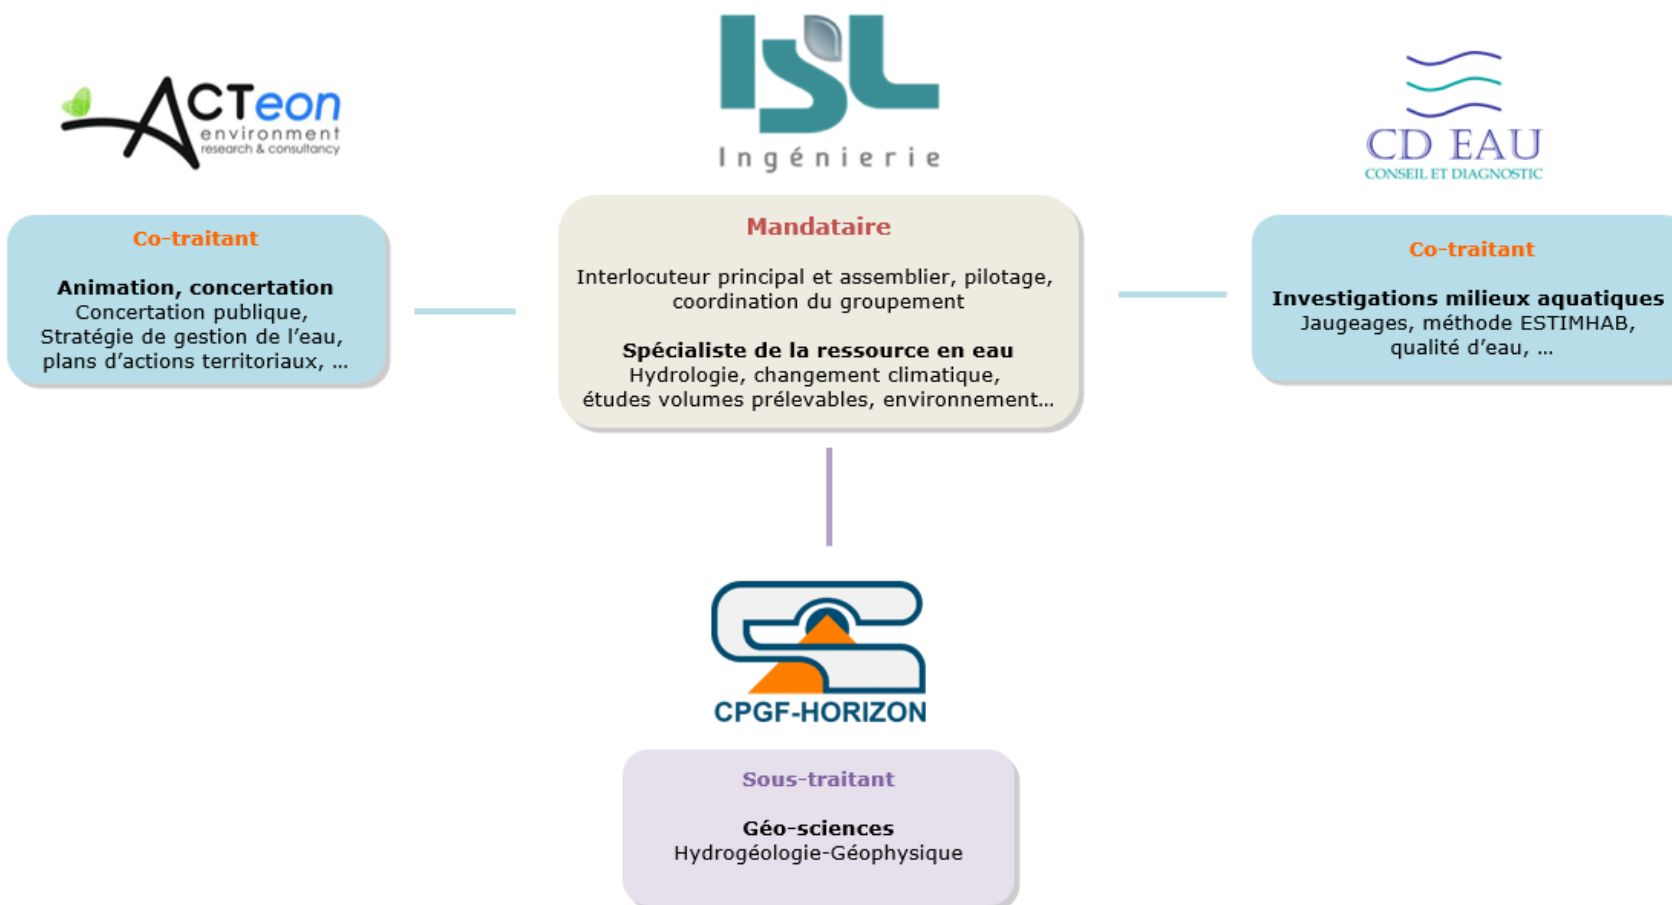 ACTeon
environment
research & consultancy
Co-traitant
Animation, concertation
Concertation publique,
Stratégie de gestion de l'eau,
plans d'actions territoriaux, ...
ISL
Ingénierie
Mandataire
Interlocuteur principal et assemblier, pilotage,
coordination du groupement
Spécialiste de la ressource en eau
Hydrologie, changement climatique,
études volumes prélevables, environnement...
CD EAU
CONSEIL ET DIAGNOSTIC
Co-traitant
Investigations milieux aquatiques
Jaugeages, méthode ESTIMHAB,
qualité d'eau, ...
CPGF-HORIZON
Sous-traitant
Géo-sciences
Hydrogéologie-Géophysique